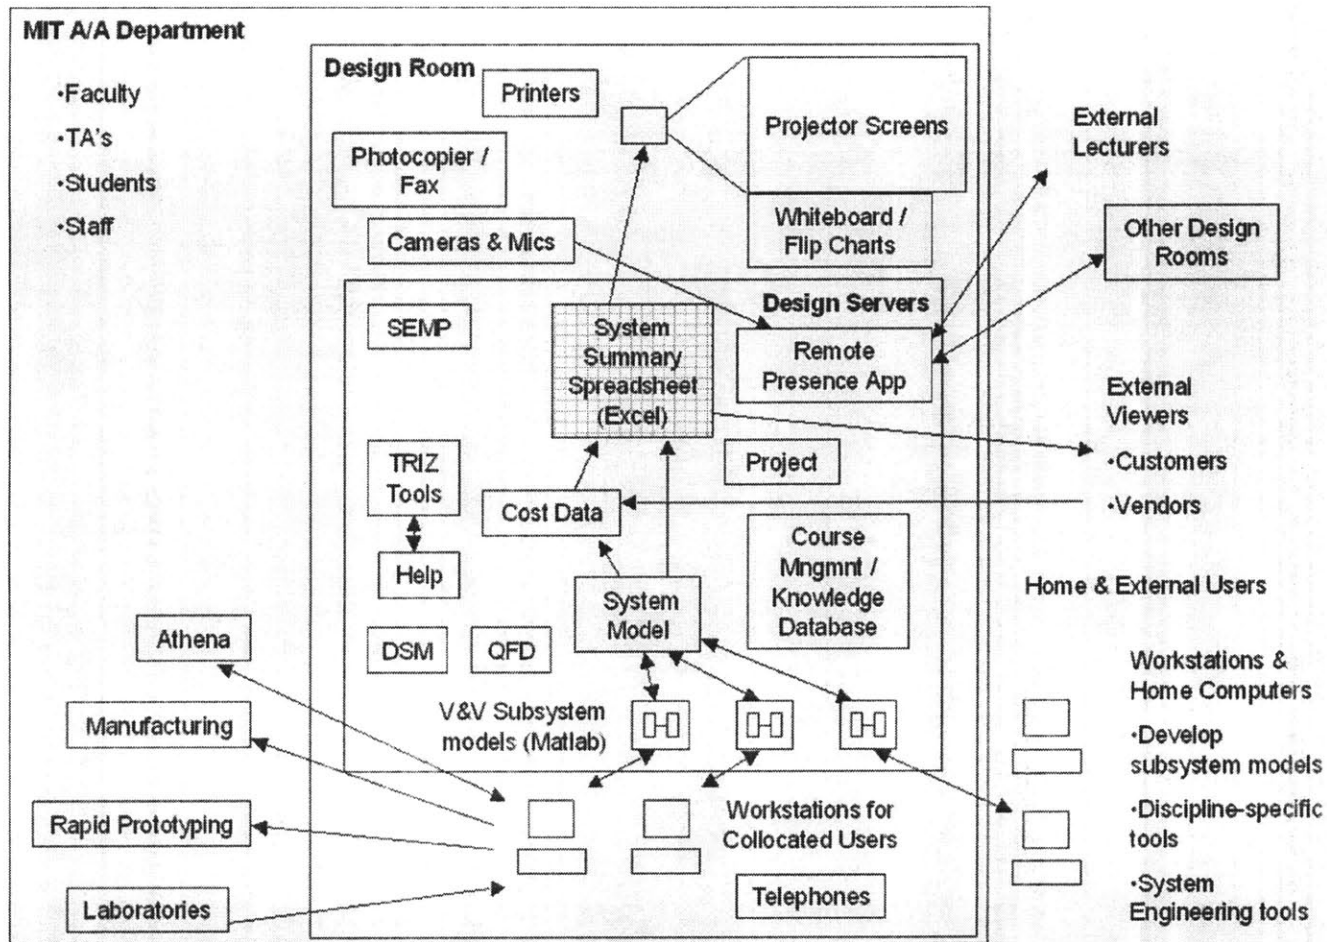 MIT A/A Department
•Faculty
•TA's
•Students
•Staff
Design Room
Printers
Photocopier /
Fax
Cameras & Mics
Projector Screens
Whiteboard /
Flip Charts
External
Lecturers
Other Design
Rooms
Design Servers
SEMP
System
Summary
Spreadsheet
(Excel)
Remote
Presence App
External
Viewers
•Customers
•Vendors
TRIZ
Tools
Project
Cost Data
Help
Course
Mngmnt /
Knowledge
Database
System
Model
Home & External Users
Athena
DSM
QFD
Manufacturing
V&V Subsystem
models (Matlab)
Workstations &
Home Computers
•Develop
subsystem models
•Discipline-specific
tools
•System
Engineering tools
Rapid Prototyping
Workstations for
Collocated Users
Laboratories
Telephones